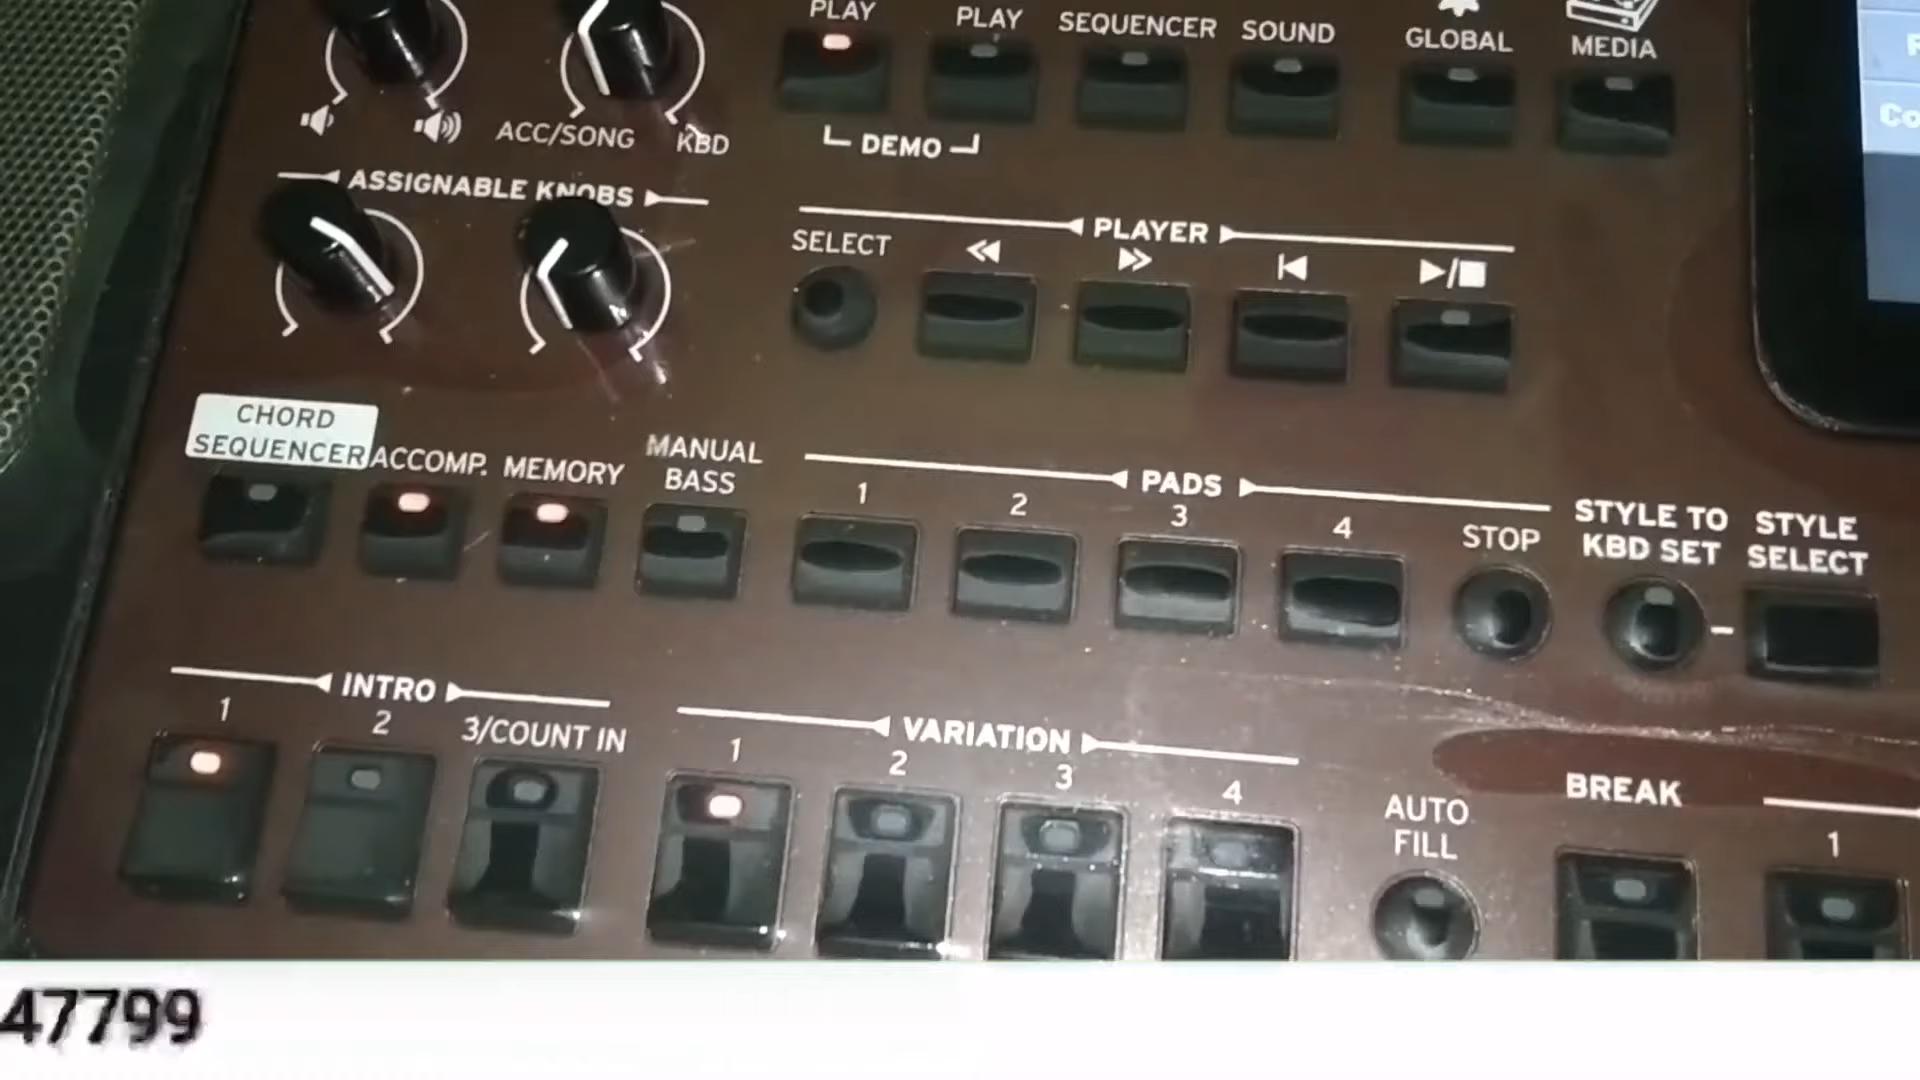 PLAY PLAY SEQUENCER SOUND GLOBAL MEDIA
ACC/SONG KBD
DEMO
ASSIGNABLE KNOBS
PLAYER
SELECT
CHORD
SEQUENCER
ACCOMP. MEMORY
MANUAL
BASS
PADS
1 2 3 4
STOP
STYLE TO
KBD SET
STYLE
SELECT
INTRO
1 2 3/COUNT IN
VARIATION
1 2 3 4
AUTO
FILL
BREAK
1
47799